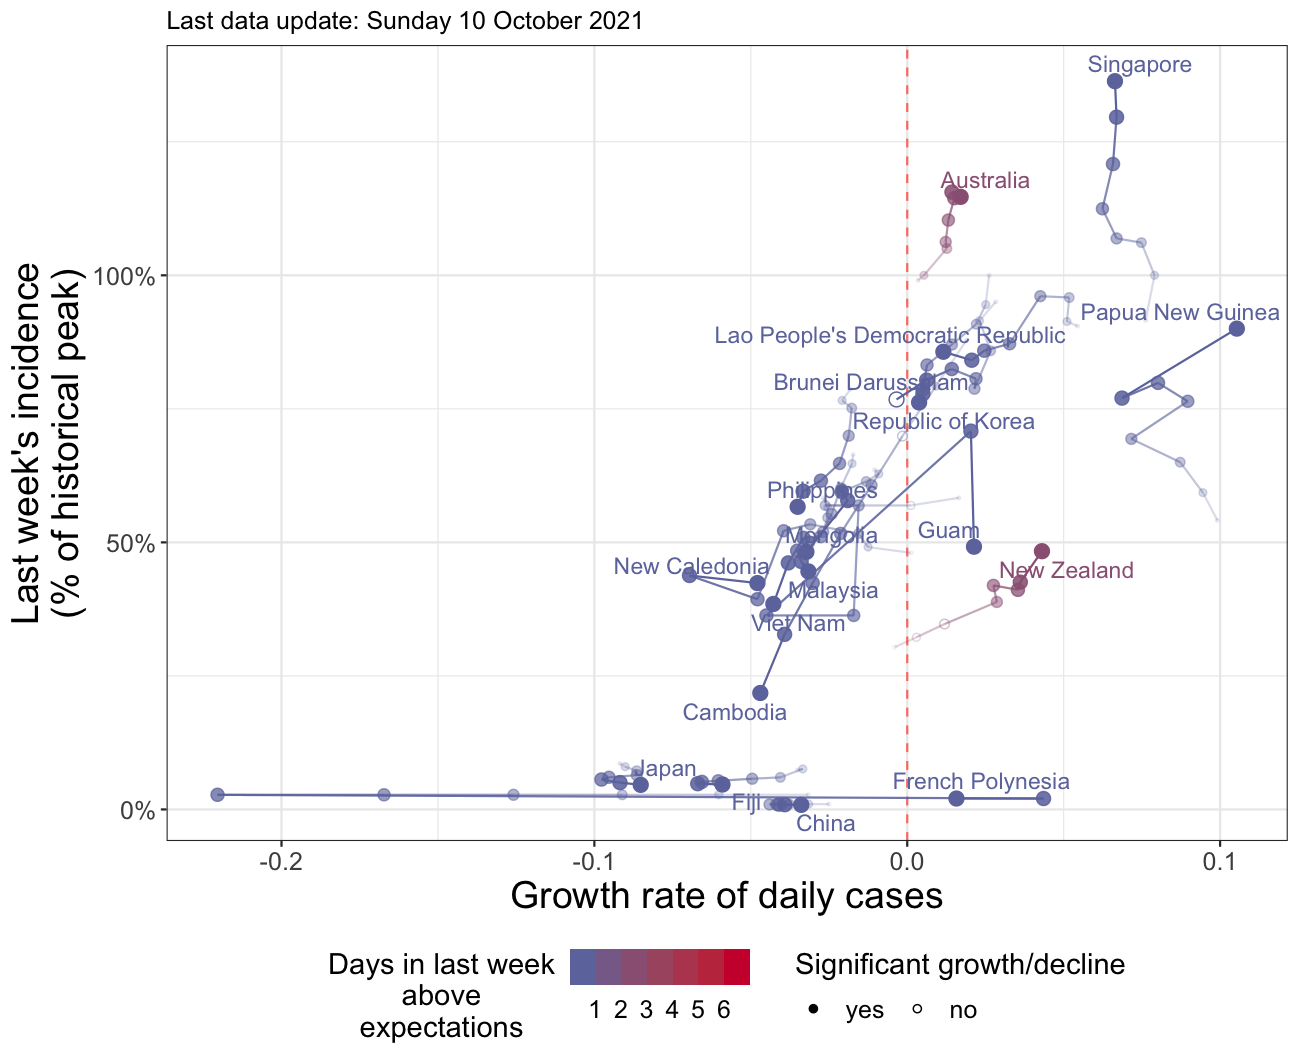 Last data update: Sunday 10 October 2021
Singapore
Australia
Papua New Guinea
Lao People's Democratic Republic
Brunei Darussalam
Republic of Korea
Philippines
Guam
Mongolia
New Caledonia
New Zealand
Malaysia
Viet Nam
Cambodia
Japan
French Polynesia
Fiji
China
100%
50%
0%
Last week's incidence
(% of historical peak)
-0.2
-0.1
0.0
0.1
Growth rate of daily cases
Days in last week
above
expectations
1 2 3 4 5 6
Significant growth/decline
yes no